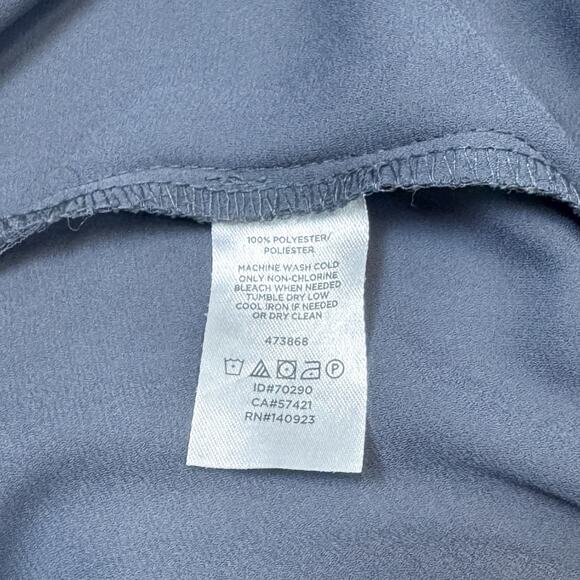 100% POLYESTER/
POLIÉSTER
MACHINE WASH COLD
ONLY NON-CHLORINE
BLEACH WHEN NEEDED
TUMBLE DRY LOW
COOL IRON IF NEEDED
OR DRY CLEAN
473868
P
ID#70290
CA#57421
RN#140923